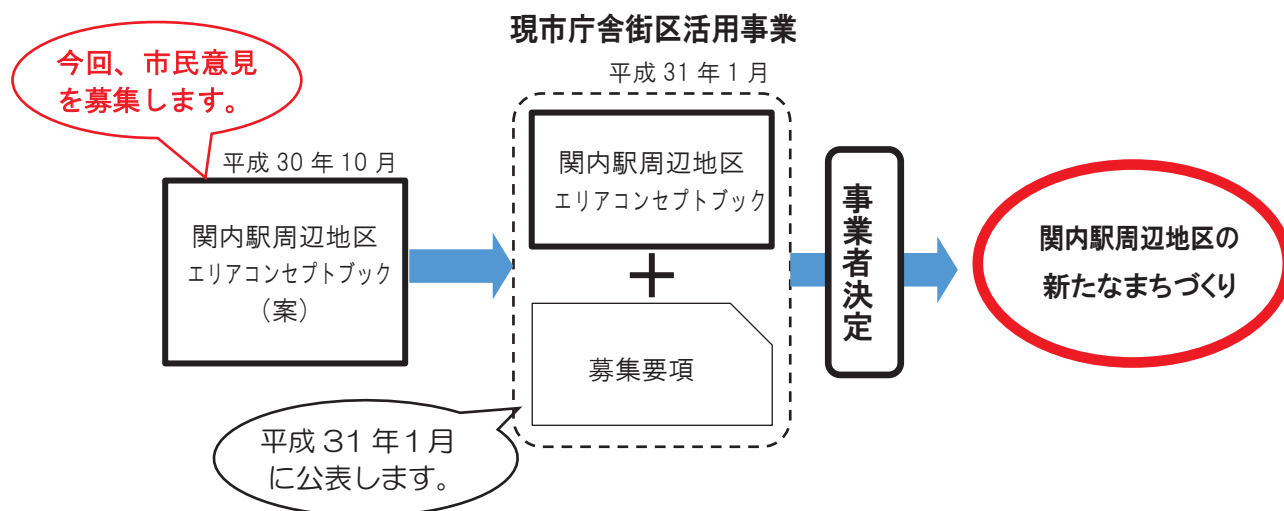 現市庁舎街区活用事業
今回、市民意見
を募集します。
平成 31 年 1 月
平成 30 年 10 月
関内駅周辺地区
エリアコンセプトブック
(案)
関内駅周辺地区
エリアコンセプトブック
+
募集要項
平成 31 年 1 月
に公表します。
事業者決定
関内駅周辺地区の
新たなまちづくり